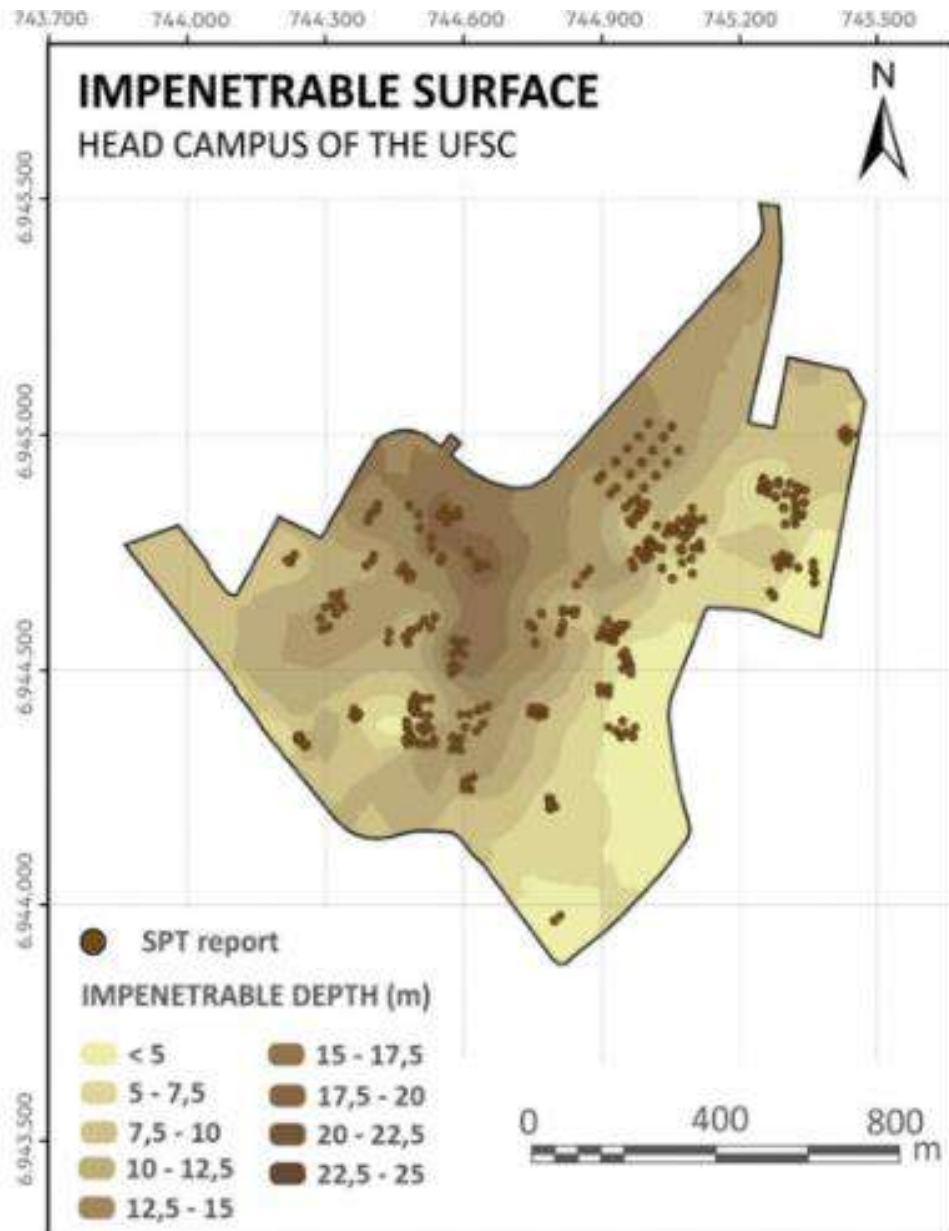 743.700 744.000 744.300 744.600 744.900 745.200 743.500
IMPENETRABLE SURFACE
HEAD CAMPUS OF THE UFSC
N
6.945.500
6.945.000
6.944.500
6.944.000
6.943.500
SPT report
IMPENETRABLE DEPTH (m)
< 5
5 - 7,5
7,5 - 10
10 - 12,5
12,5 - 15
15 - 17,5
17,5 - 20
20 - 22,5
22,5 - 25
0 400 800
m